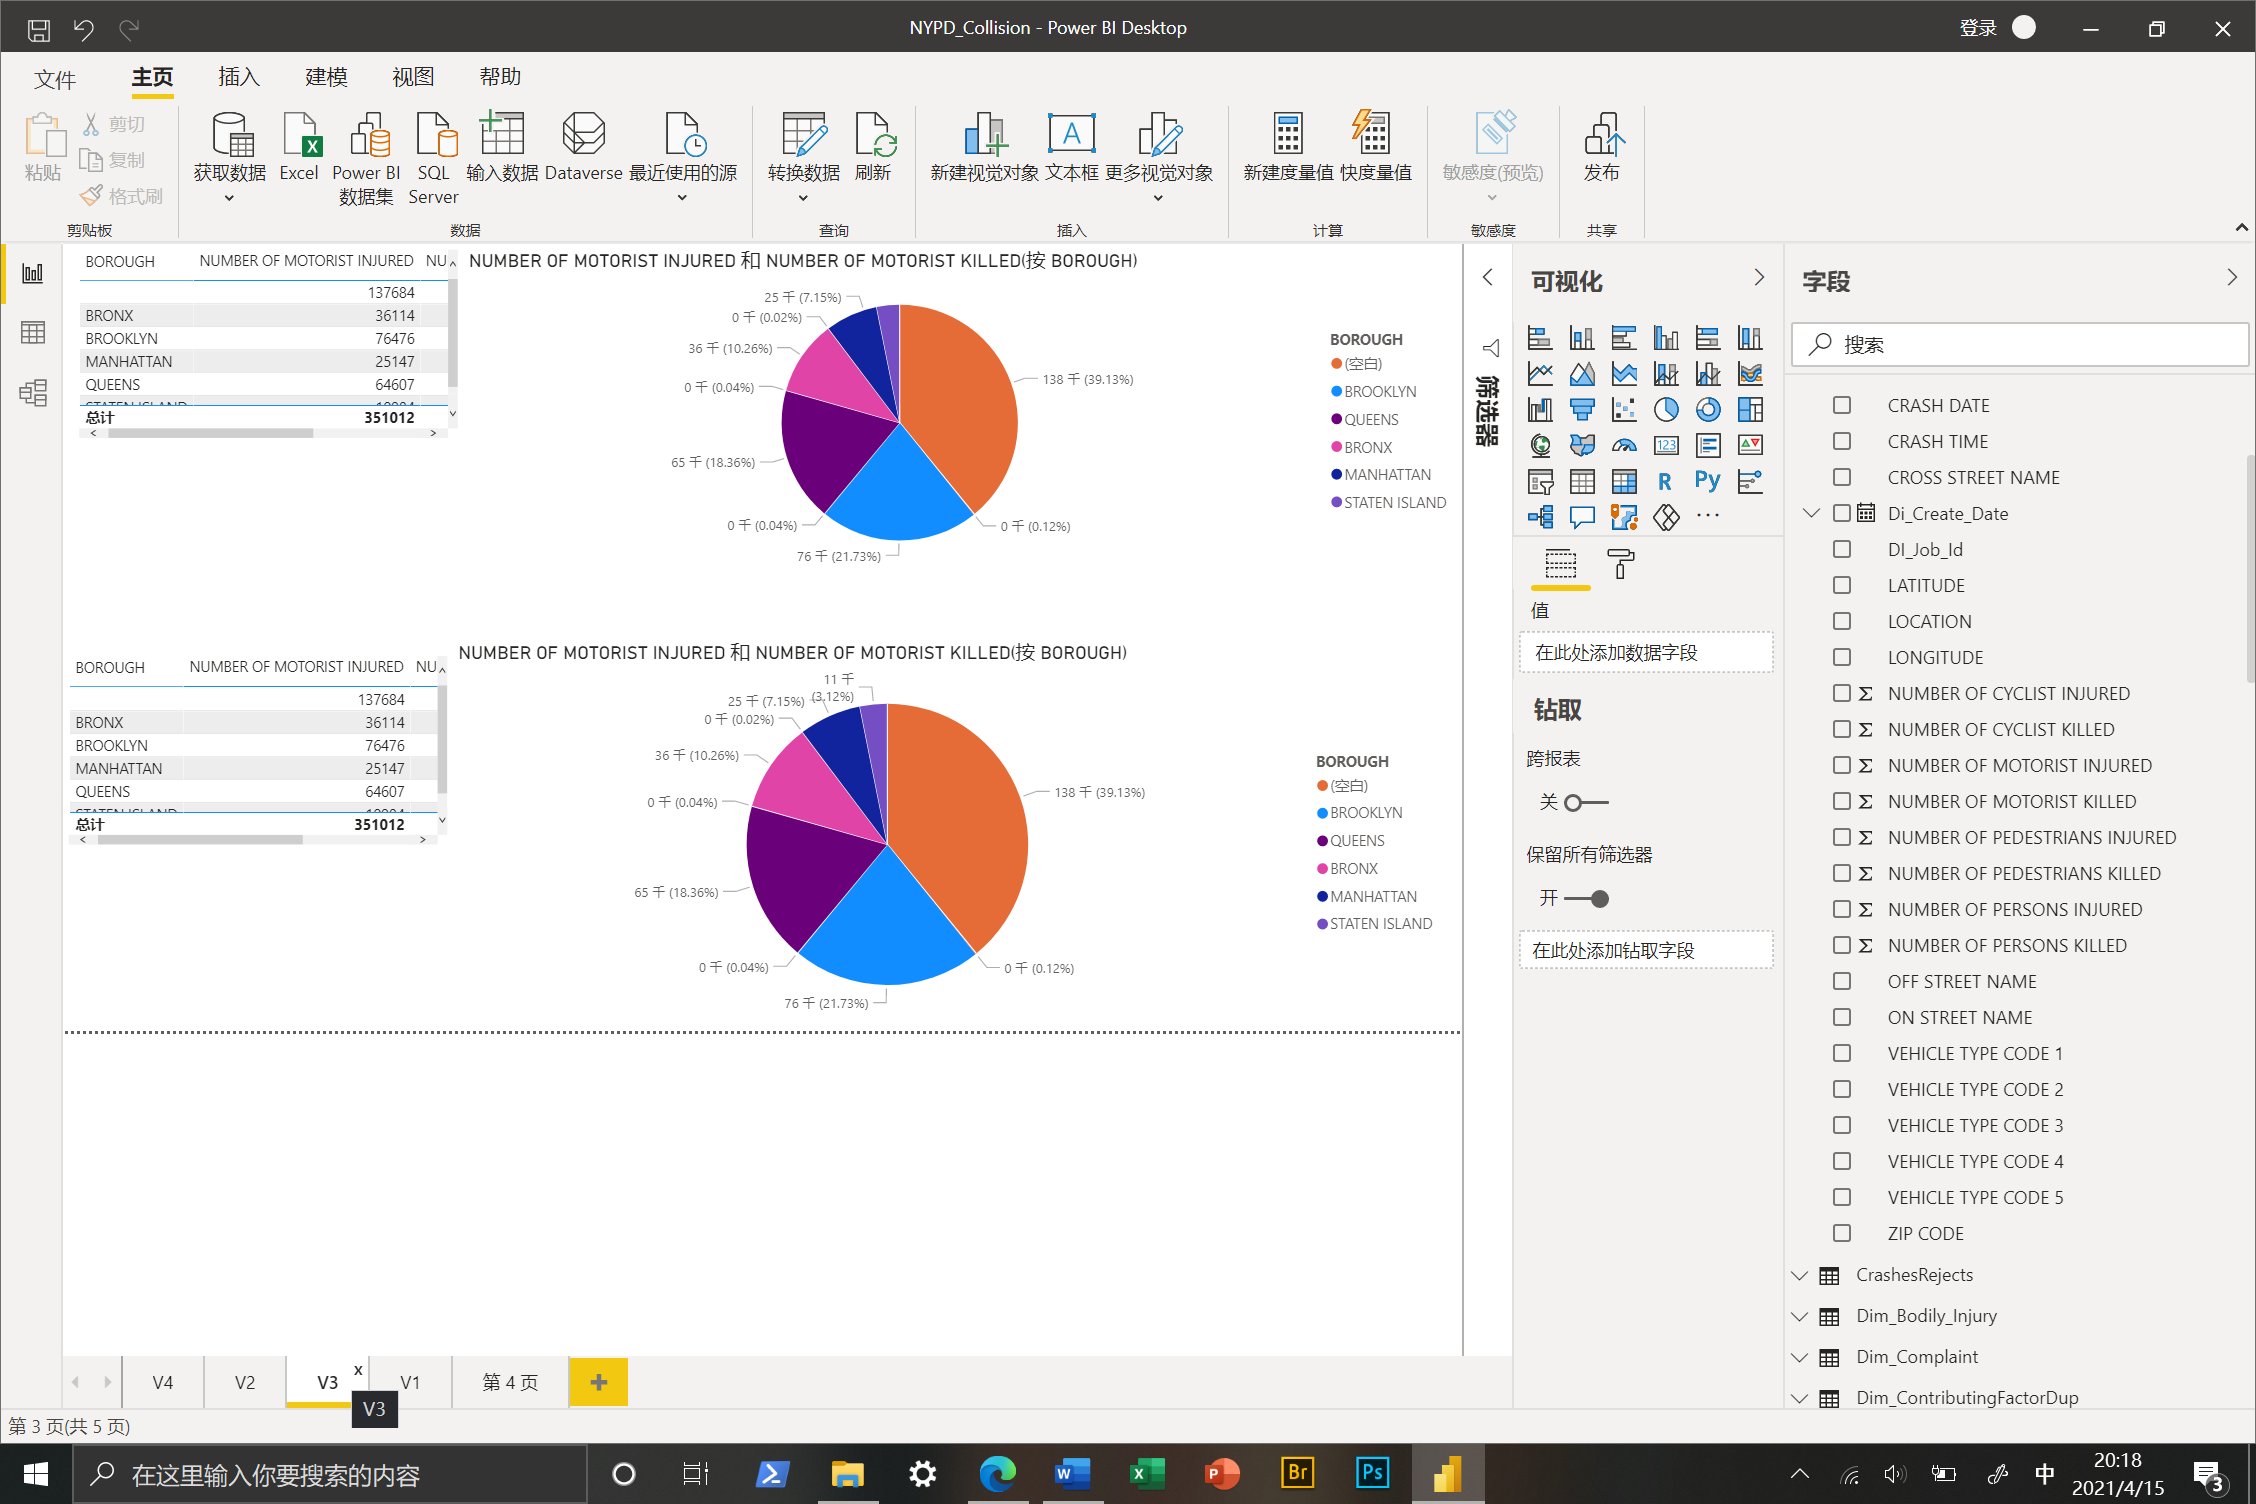 NYPD_Collision - Power BI Desktop
登录
文件 主页 插入 建模 视图 帮助
粘贴
剪切
复制
格式刷
剪贴板
获取数据
Excel
Power BI 数据集
SQL Server
输入数据
Dataverse
最近使用的源
数据
转换数据
刷新
查询
新建视觉对象
文本框
更多视觉对象
插入
新建度量值
快度量值
计算
敏感度(预览)
敏感度
发布
共享
BOROUGH NUMBER OF MOTORIST INJURED NU
137684
BRONX 36114
BROOKLYN 76476
MANHATTAN 25147
QUEENS 64607
总计 351012
NUMBER OF MOTORIST INJURED 和 NUMBER OF MOTORIST KILLED(按 BOROUGH)
25 千 (7.15%)
0 千 (0.02%)
36 千 (10.26%)
0 千 (0.04%)
65 千 (18.36%)
0 千 (0.04%)
76 千 (21.73%)
138 千 (39.13%)
0 千 (0.12%)
BOROUGH
(空白)
BROOKLYN
QUEENS
BRONX
MANHATTAN
STATEN ISLAND
BOROUGH NUMBER OF MOTORIST INJURED NU
137684
BRONX 36114
BROOKLYN 76476
MANHATTAN 25147
QUEENS 64607
总计 351012
NUMBER OF MOTORIST INJURED 和 NUMBER OF MOTORIST KILLED(按 BOROUGH)
11 千
(3.12%)
25 千 (7.15%)
0 千 (0.02%)
36 千 (10.26%)
0 千 (0.04%)
65 千 (18.36%)
0 千 (0.04%)
76 千 (21.73%)
138 千 (39.13%)
0 千 (0.12%)
BOROUGH
(空白)
BROOKLYN
QUEENS
BRONX
MANHATTAN
STATEN ISLAND
筛选器
可视化
123
R
Py
值
在此处添加数据字段
钻取
跨报表
关
保留所有筛选器
开
在此处添加钻取字段
字段
搜索
CRASH DATE
CRASH TIME
CROSS STREET NAME
Di_Create_Date
DI_Job_Id
LATITUDE
LOCATION
LONGITUDE
Σ NUMBER OF CYCLIST INJURED
Σ NUMBER OF CYCLIST KILLED
Σ NUMBER OF MOTORIST INJURED
Σ NUMBER OF MOTORIST KILLED
Σ NUMBER OF PEDESTRIANS INJURED
Σ NUMBER OF PEDESTRIANS KILLED
Σ NUMBER OF PERSONS INJURED
Σ NUMBER OF PERSONS KILLED
OFF STREET NAME
ON STREET NAME
VEHICLE TYPE CODE 1
VEHICLE TYPE CODE 2
VEHICLE TYPE CODE 3
VEHICLE TYPE CODE 4
VEHICLE TYPE CODE 5
ZIP CODE
CrashesRejects
Dim_Bodily_Injury
Dim_Complaint
Dim_ContributingFactorDup
V4 V2 V3 x V1 第 4 页
V3
第 3 页(共 5 页)
在这里输入你要搜索的内容
Br
Ps
中
20:18
2021/4/15
3